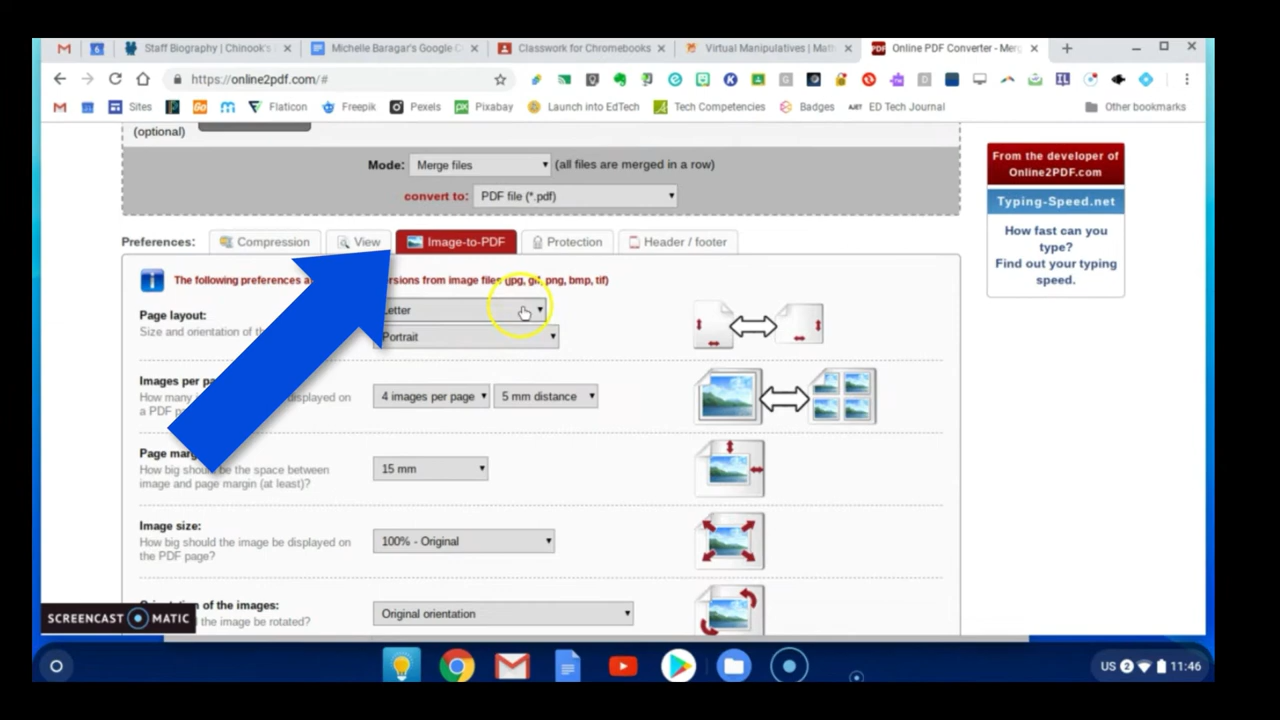 Staff Biography | Chinook's
Michelle Baragar's Google C
Classwork for Chromebooks
Virtual Manipulatives | Math
Online PDF Converter - Mer
https://online2pdf.com/#
Sites
Go
Flaticon
Freepik
Pexels
px Pixabay
Launch into EdTech
Tech Competencies
Badges
AJET ED Tech Journal
Other bookmarks
(optional)
Mode: Merge files (all files are merged in a row)
convert to: PDF file (*.pdf)
Preferences: Compression View Image-to-PDF Protection Header / footer
The following preferences a
rsions from image files (jpg, gif, png, bmp, tif)
Page layout:
Size and orientation of th
Letter
Portrait
Images per pa
How many
displayed on
a PDF p
4 images per page 5 mm distance
Page marg
How big should be the space between
image and page margin (at least)?
15 mm
Image size:
How big should the image be displayed on
the PDF page?
100% - Original
Orientation of the images:
the image be rotated?
Original orientation
From the developer of
Online2PDF.com
Typing-Speed.net
How fast can you
type?
Find out your typing
speed.
SCREENCAST MATIC
US 2 11:46